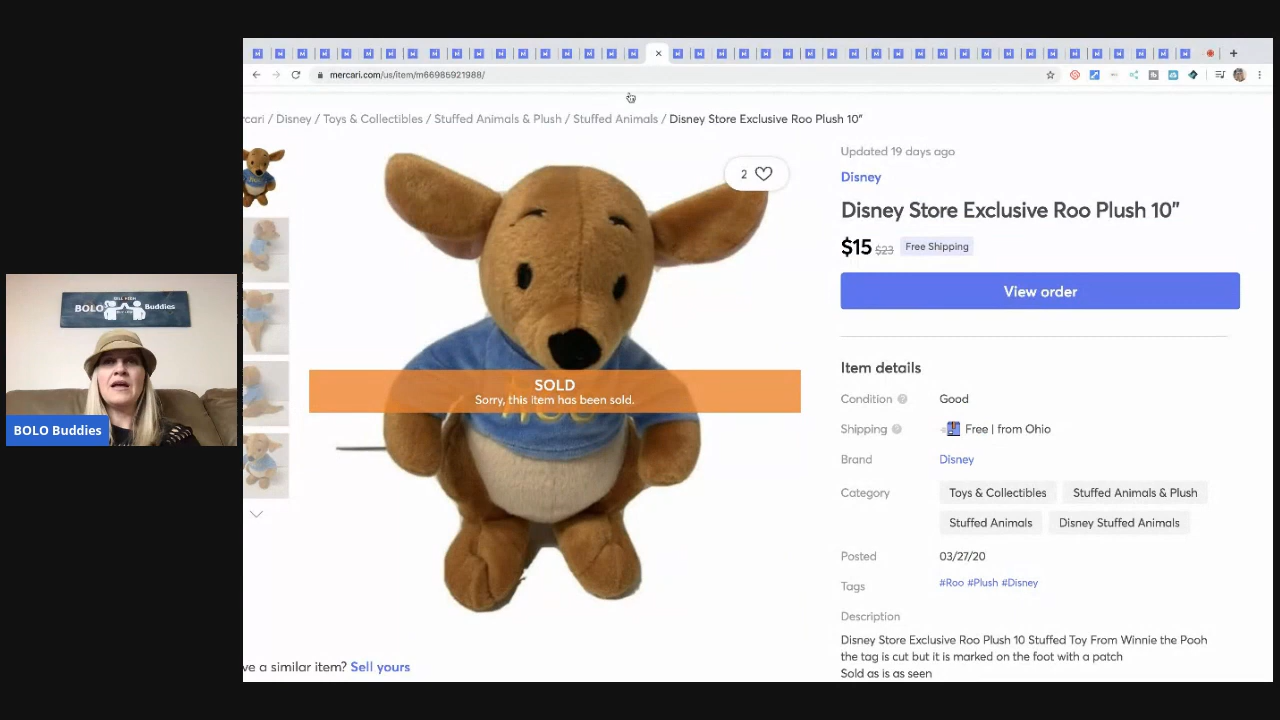 mercari.com/us/item/m66986921988/
/ Disney / Toys & Collectibles / Stuffed Animals & Plush / Stuffed Animals / Disney Store Exclusive Roo Plush 10"
2
Updated 19 days ago
Disney
Disney Store Exclusive Roo Plush 10"
$15 $23 Free Shipping
View order
SOLD
Sorry, this item has been sold.
Item details
Condition Good
Shipping Free | from Ohio
Brand Disney
Category Toys & Collectibles Stuffed Animals & Plush
Stuffed Animals Disney Stuffed Animals
Posted 03/27/20
Tags #Roo #Plush #Disney
Description
Disney Store Exclusive Roo Plush 10 Stuffed Toy From Winnie the Pooh
the tag is cut but it is marked on the foot with a patch
Sold as is as seen
a similar item? Sell yours
BOLO Buddies
BOLO Buddies